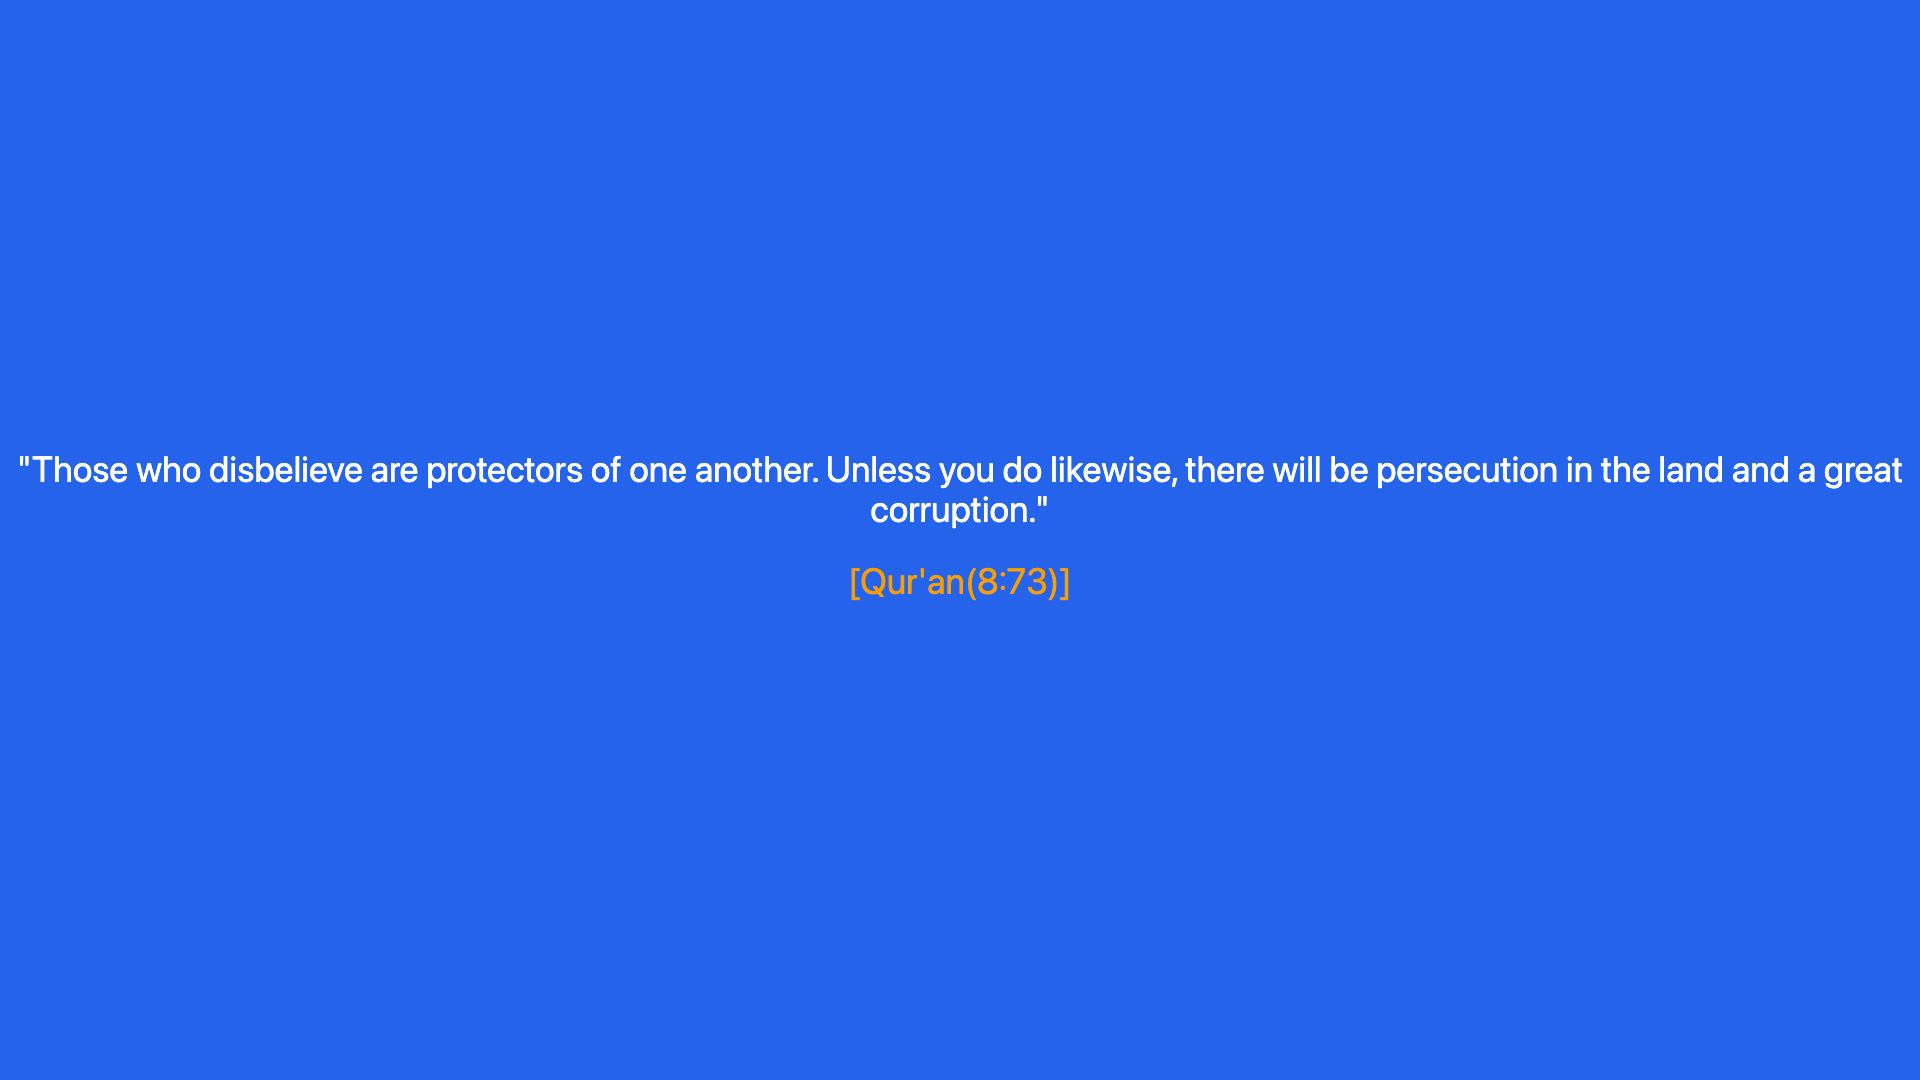 "Those who disbelieve are protectors of one another. Unless you do likewise, there will be persecution in the land and a great
corruption."
[Qur'an(8:73)]